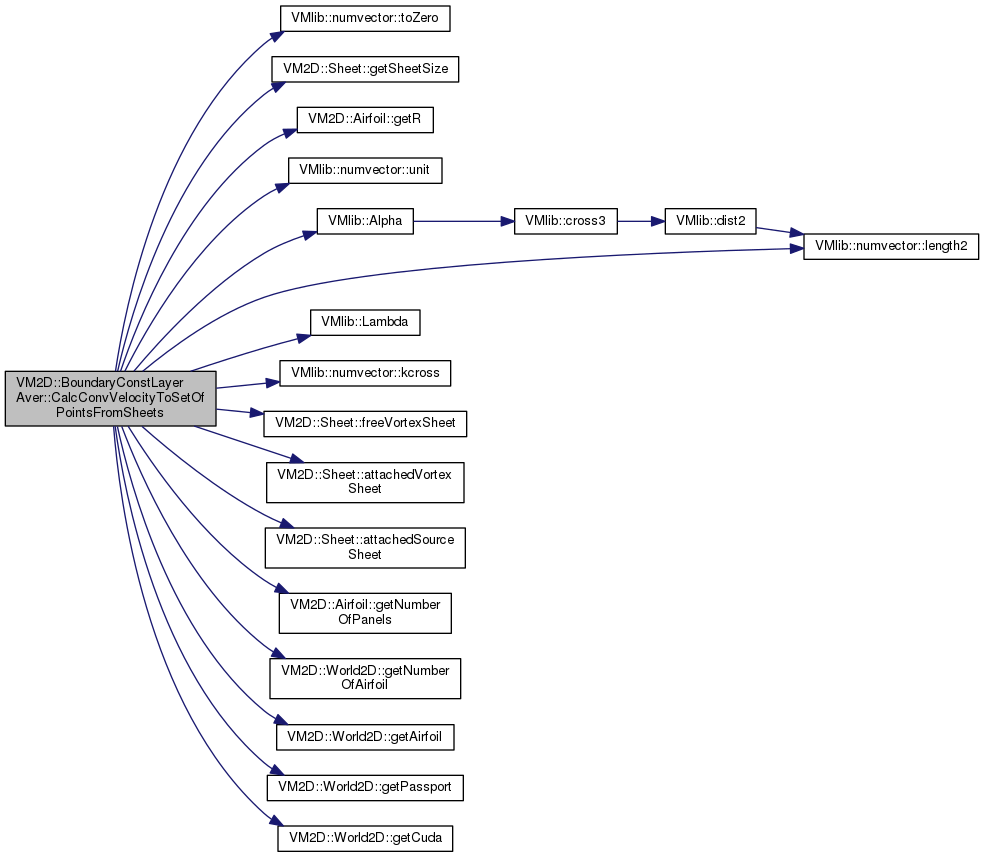 VMlib::numvector::toZero
VM2D::Sheet::getSheetSize
VM2D::Airfoil::getR
VMlib::numvector::unit
VMlib::Alpha
VMlib::cross3
VMlib::dist2
VMlib::numvector::length2
VMlib::Lambda
VMlib::numvector::kcross
VM2D::BoundaryConstLayer
Aver::CalcConvVelocityToSetOf
PointsFromSheets
VM2D::Sheet::freeVortexSheet
VM2D::Sheet::attachedVortex
Sheet
VM2D::Sheet::attachedSource
Sheet
VM2D::Airfoil::getNumber
OfPanels
VM2D::World2D::getNumber
OfAirfoil
VM2D::World2D::getAirfoil
VM2D::World2D::getPassport
VM2D::World2D::getCuda